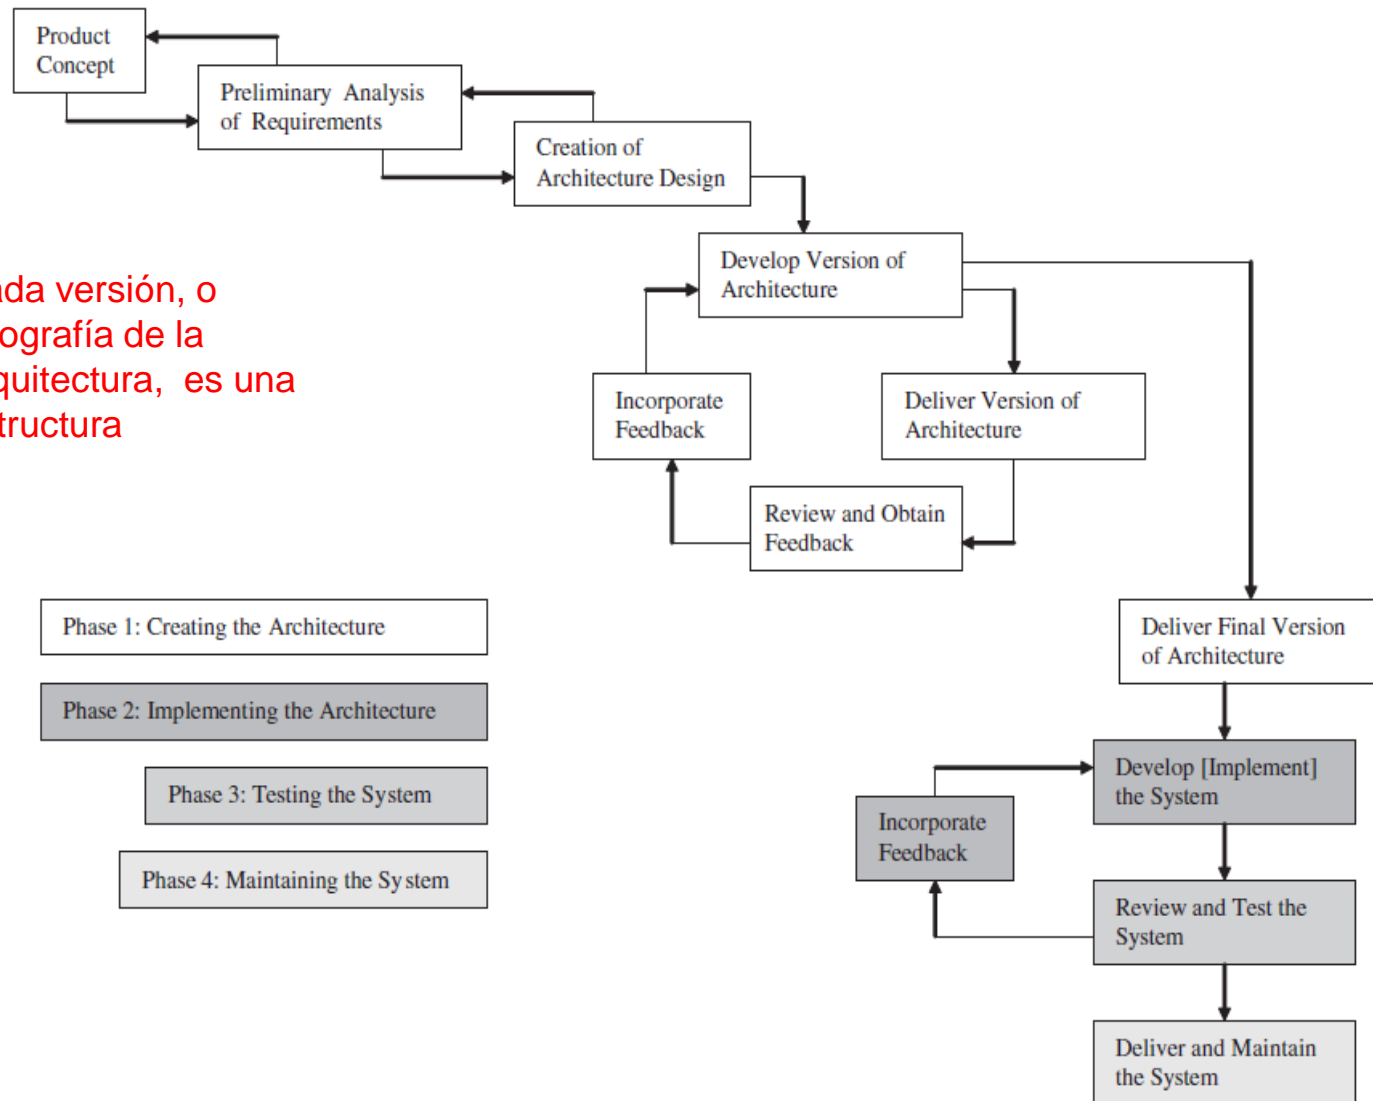 Product
Concept
Preliminary Analysis
of Requirements
Creation of
Architecture Design
Develop Version of
Architecture
ada versión, o
ografía de la
quitectura, es una
structura
Incorporate
Feedback
Deliver Version of
Architecture
Review and Obtain
Feedback
Phase 1: Creating the Architecture
Deliver Final Version
of Architecture
Phase 2: Implementing the Architecture
Phase 3: Testing the System
Develop [Implement]
the System
Incorporate
Feedback
Phase 4: Maintaining the System
Review and Test the
System
Deliver and Maintain
the System